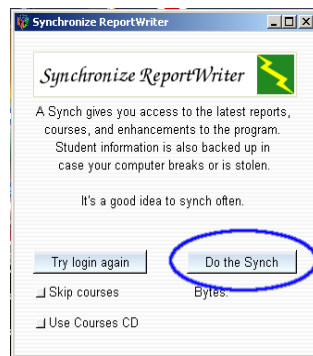 Synchronize ReportWriter
Synchronize ReportWriter
A Synch gives you access to the latest reports,
courses, and enhancements to the program.
Student information is also backed up in
case your computer breaks or is stolen.
It's a good idea to synch often.
Try login again
Do the Synch
Skip courses
Bytes:
Use Courses CD